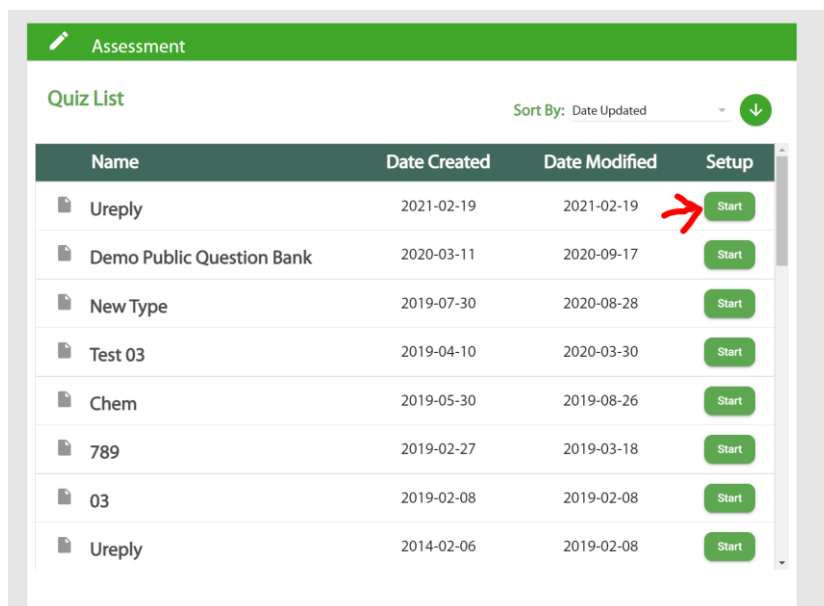 Assessment
Quiz List
Sort By: Date Updated
Name Date Created Date Modified Setup
Ureply 2021-02-19 2021-02-19 Start
Demo Public Question Bank 2020-03-11 2020-09-17 Start
New Type 2019-07-30 2020-08-28 Start
Test 03 2019-04-10 2020-03-30 Start
Chem 2019-05-30 2019-08-26 Start
789 2019-02-27 2019-03-18 Start
03 2019-02-08 2019-02-08 Start
Ureply 2014-02-06 2019-02-08 Start